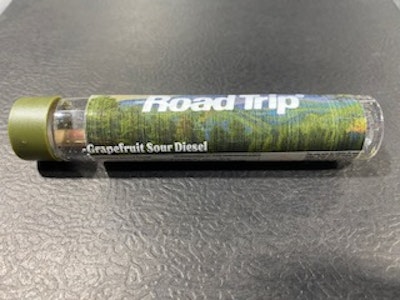 Road Trip®
Grapefruit Sour Diesel